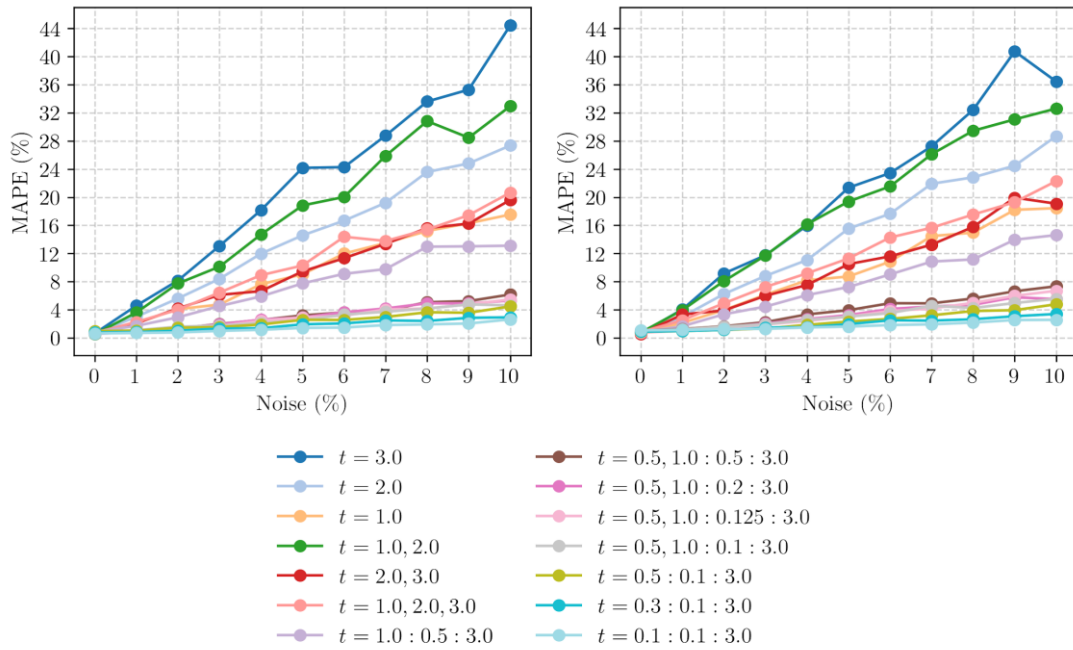 44
40
36
32
28
24
20
16
12
8
4
0
MAPE (%)
0 1 2 3 4 5 6 7 8 9 10
Noise (%)
44
40
36
32
28
24
20
16
12
8
4
0
MAPE (%)
0 1 2 3 4 5 6 7 8 9 10
Noise (%)
t = 3.0
t = 2.0
t = 1.0
t = 1.0, 2.0
t = 2.0, 3.0
t = 1.0, 2.0, 3.0
t = 1.0 : 0.5 : 3.0
t = 0.5, 1.0 : 0.5 : 3.0
t = 0.5, 1.0 : 0.2 : 3.0
t = 0.5, 1.0 : 0.125 : 3.0
t = 0.5, 1.0 : 0.1 : 3.0
t = 0.5 : 0.1 : 3.0
t = 0.3 : 0.1 : 3.0
t = 0.1 : 0.1 : 3.0